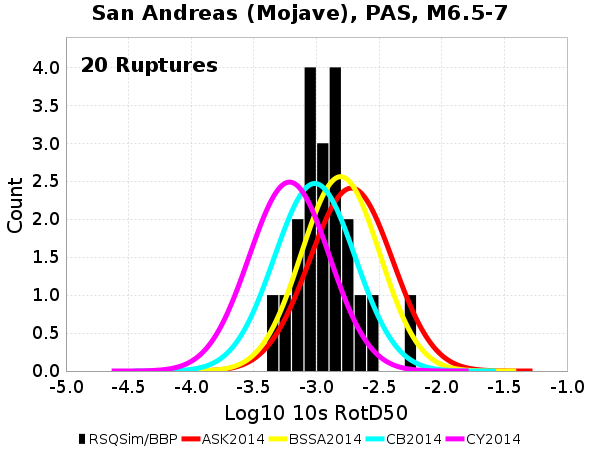 San Andreas (Mojave), PAS, M6.5-7
20 Ruptures
Count
4.0
3.5
3.0
2.5
2.0
1.5
1.0
0.5
0.0
-5.0 -4.5 -4.0 -3.5 -3.0 -2.5 -2.0 -1.5 -1.0
Log10 10s RotD50
RSQSim/BBP ASK2014 BSSA2014 CB2014 CY2014